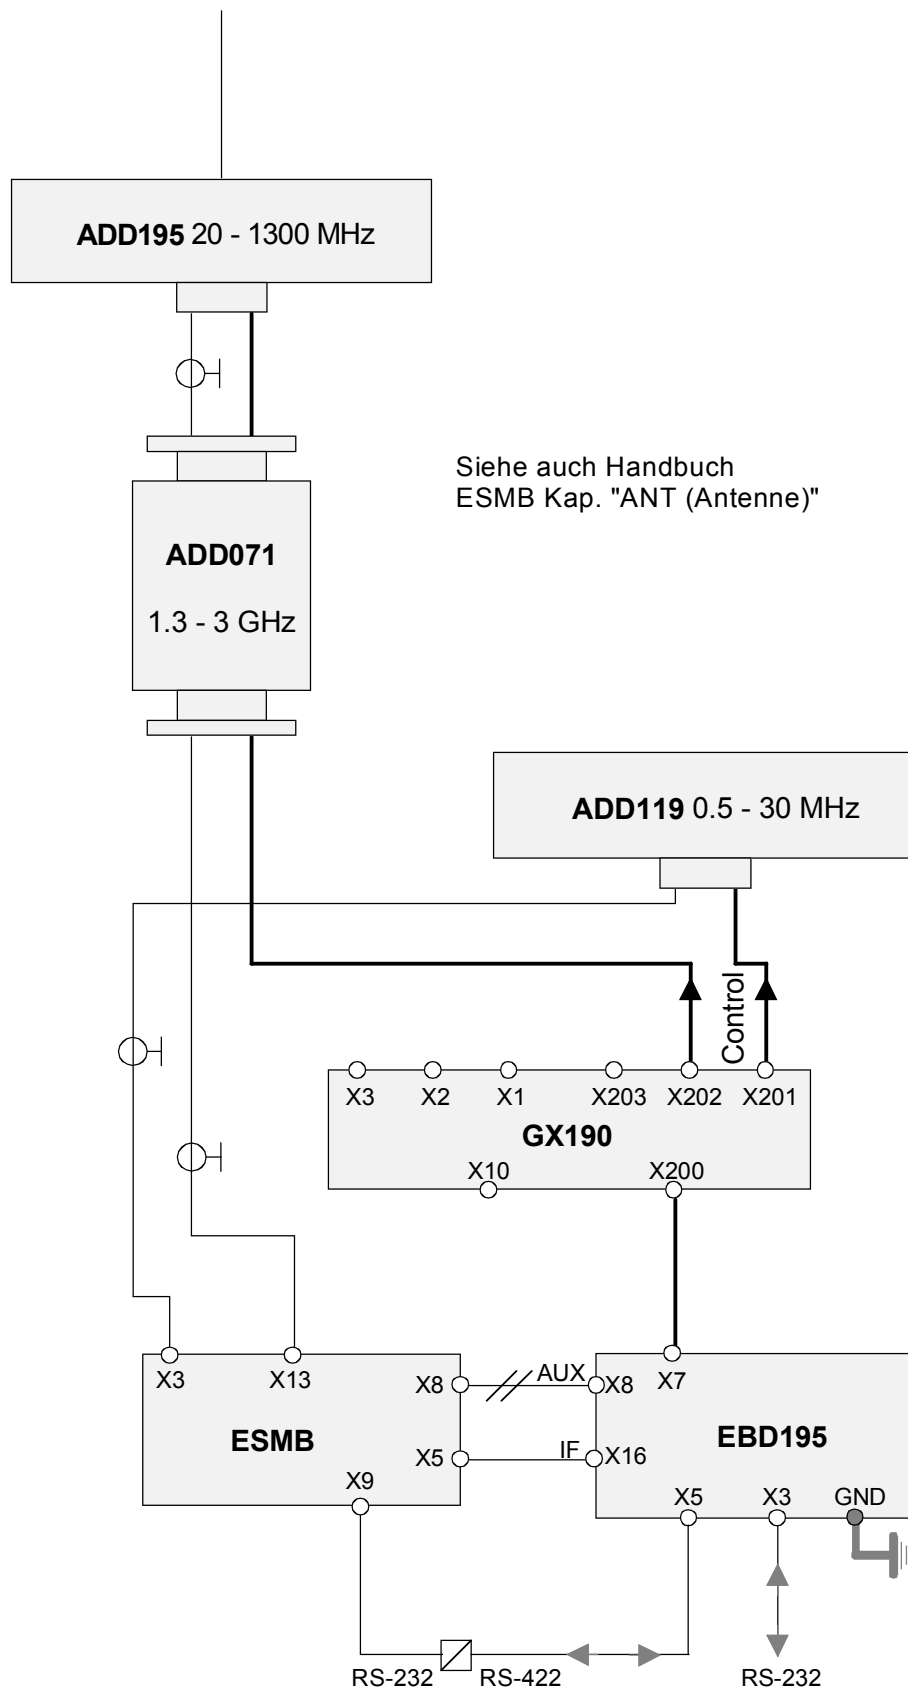 ADD195 20 - 1300 MHz
Siehe auch Handbuch
ESMB Kap. "ANT (Antenne)"
ADD071
1.3 - 3 GHz
ADD119 0.5 - 30 MHz
Control
X3 X2 X1 X203 X202 X201
GX190
X10 X200
X3 X13 X8 AUX X8 X7
ESMB EBD195
X5 IF X16
X9 X5 X3 GND
RS-232 RS-422 RS-232